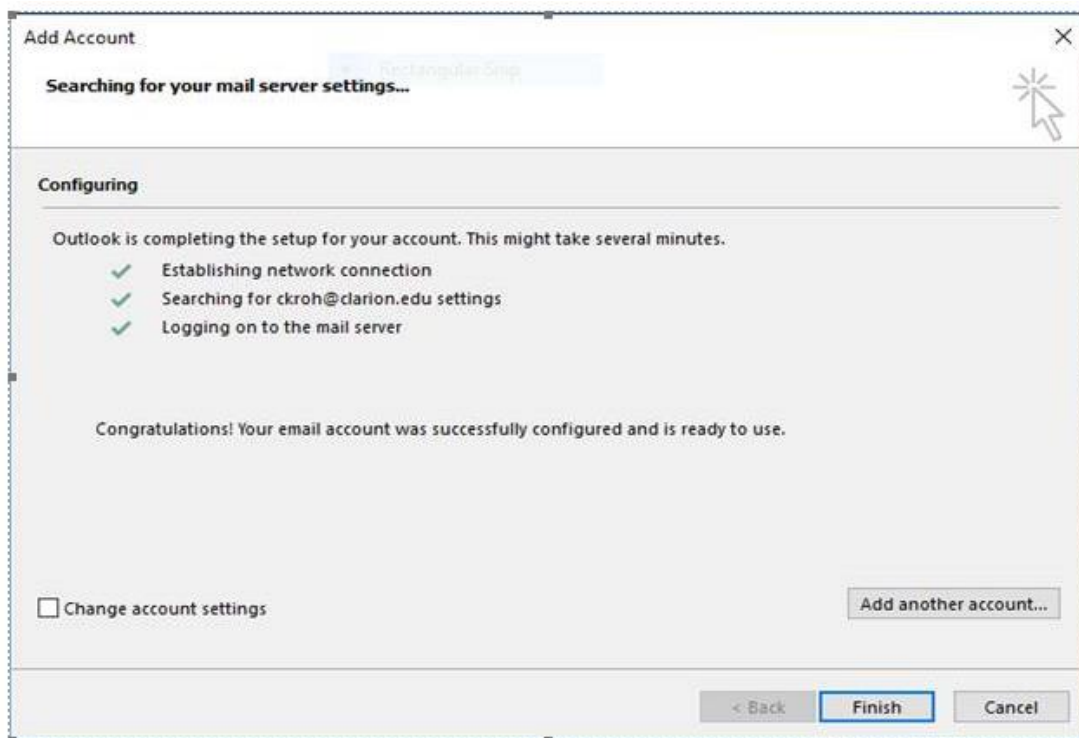 Add Account
Rectangular Snip
Searching for your mail server settings...
Configuring
Outlook is completing the setup for your account. This might take several minutes.
Establishing network connection
Searching for ckroh@clarion.edu settings
Logging on to the mail server
Congratulations! Your email account was successfully configured and is ready to use.
Change account settings
Add another account...
< Back
Finish
Cancel